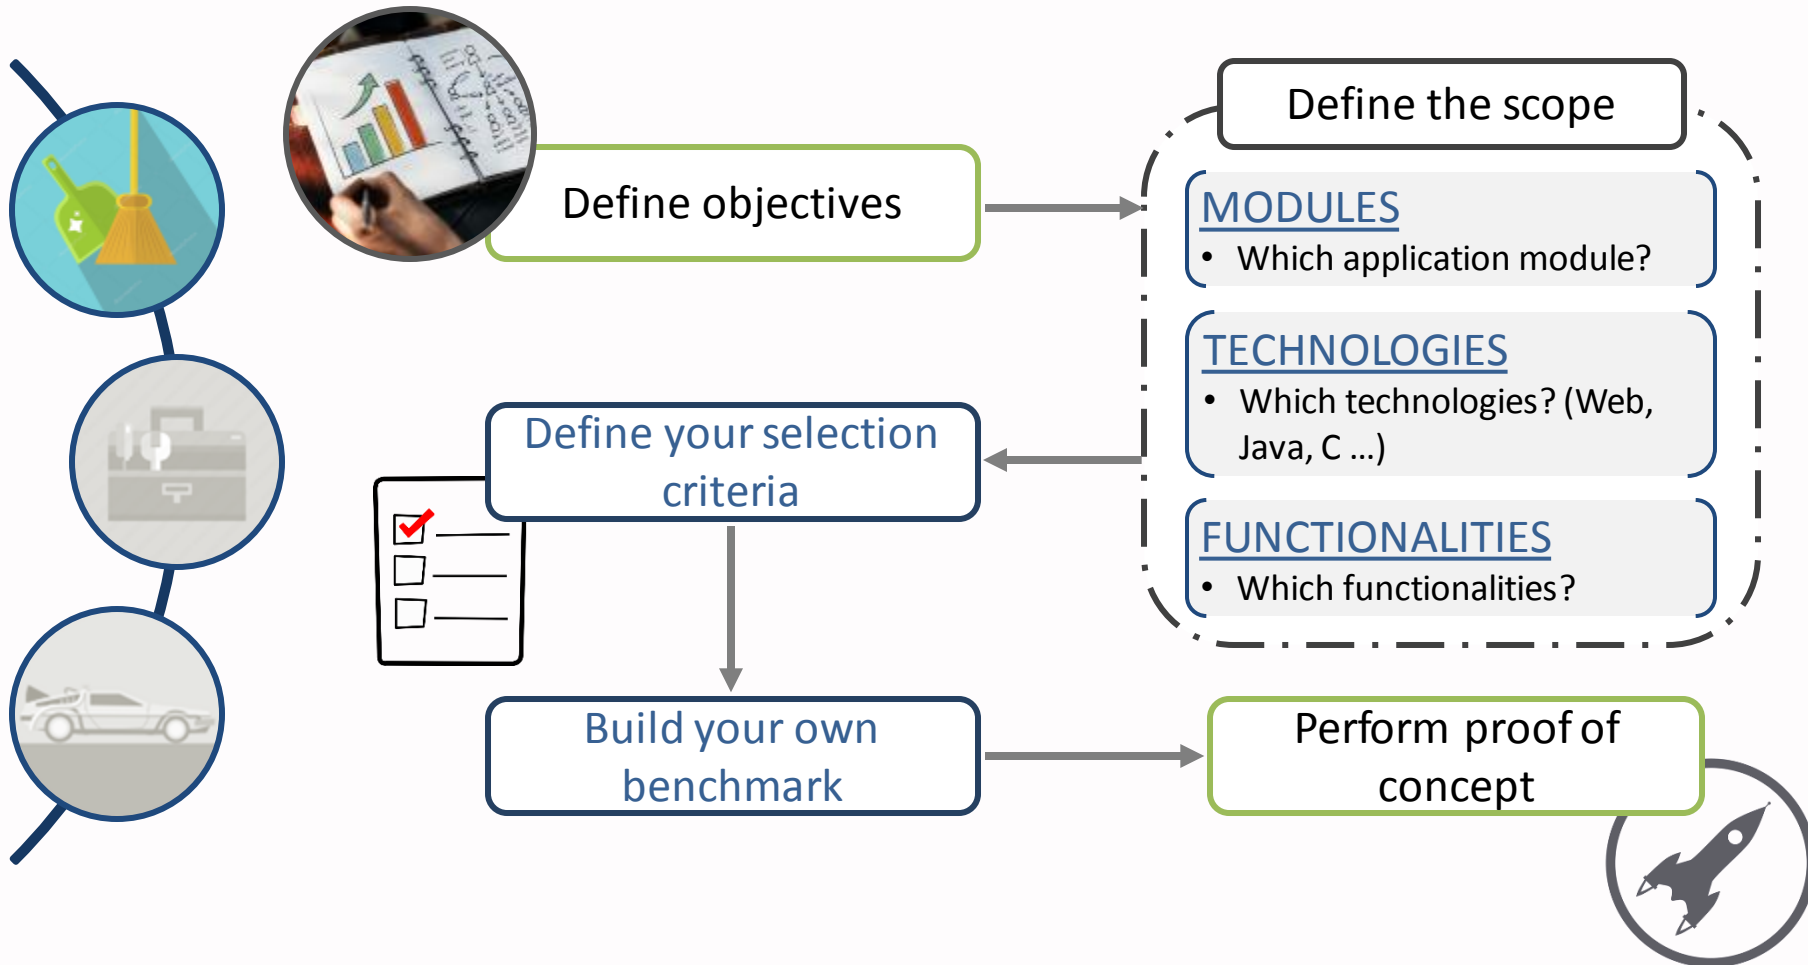 Define objectives
Define the scope
MODULES
• Which application module?
TECHNOLOGIES
• Which technologies? (Web,
Java, C ...)
FUNCTIONALITIES
• Which functionalities?
Define your selection
criteria
Build your own
benchmark
Perform proof of
concept